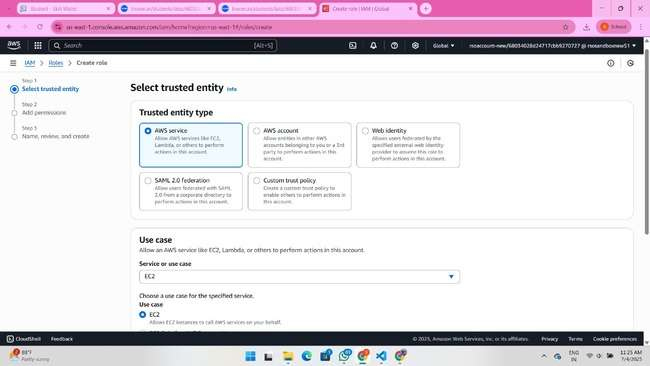 Student - Skill Wallet
Create role | IAM | Global
us-east-1.console.aws.amazon.com/iam/home?region=us-east-1#/roles/create
School
aws
Search
[Alt+S]
Global
rsoaccount-new/68034028d24717cbb9270727 @ rsosandboxnew51
IAM > Roles > Create role
Step 1
Select trusted entity
Step 2
Add permissions
Step 3
Name, review, and create
Select trusted entity Info
Trusted entity type
AWS service
Allow AWS services like EC2, Lambda, or others to perform actions in this account.
AWS account
Allow entities in other AWS accounts belonging to you or a 3rd party to perform actions in this account.
Web identity
Allows users federated by the specified external web identity provider to assume this role to perform actions in this account.
SAML 2.0 federation
Allow users federated with SAML 2.0 from a corporate directory to perform actions in this account.
Custom trust policy
Create a custom trust policy to enable others to perform actions in this account.
Use case
Allow an AWS service like EC2, Lambda, or others to perform actions in this account.
Service or use case
EC2
Choose a use case for the specified service.
Use case
EC2
Allows EC2 instances to call AWS services on your behalf.
CloudShell
Feedback
© 2025, Amazon Web Services, Inc. or its affiliates.
Privacy
Terms
Cookie preferences
88°F
Partly sunny
ENG
IN
11:23 AM
7/4/2025